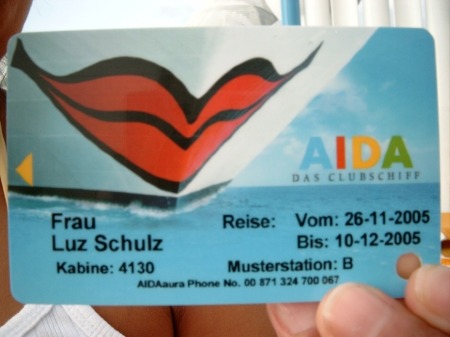 AIDA
DAS CLUBSCHIFF
Frau
Luz Schulz
Reise: Vom: 26-11-2005
Bis: 10-12-2005
Kabine: 4130 Musterstation: B
AIDAaura Phone No. 00 871 324 700 067